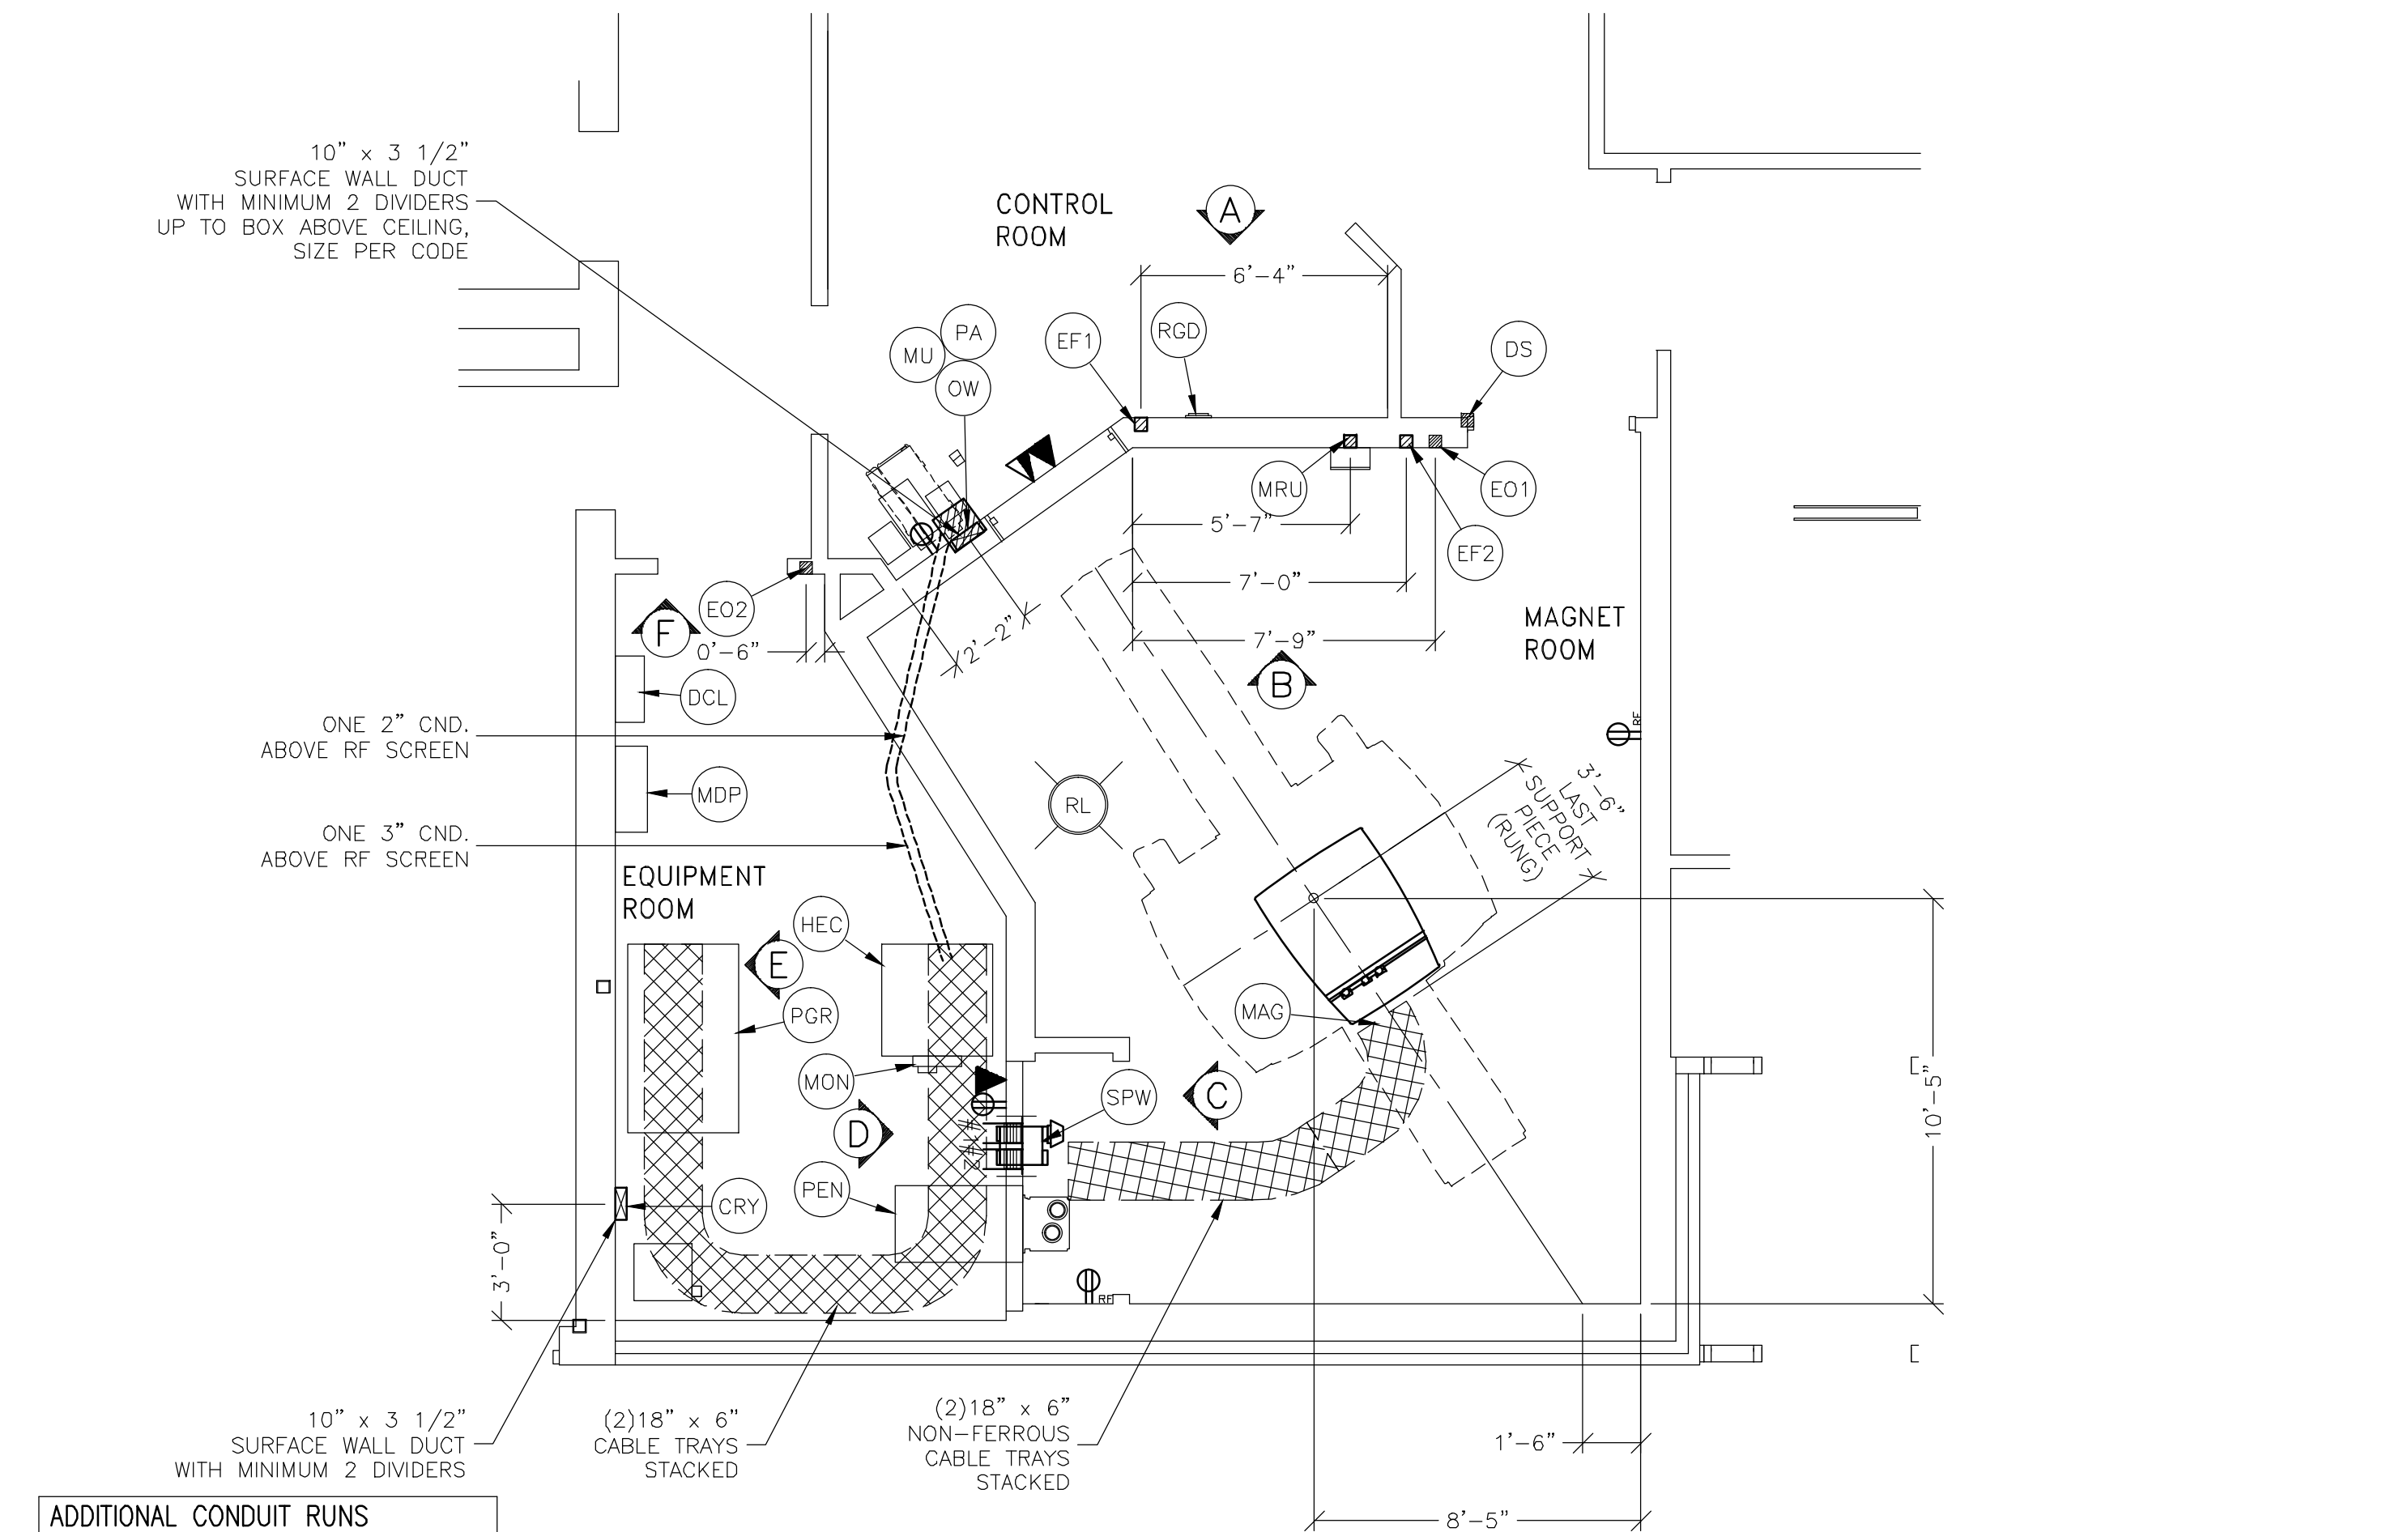 10” x 3 1/2”
SURFACE WALL DUCT
WITH MINIMUM 2 DIVIDERS
UP TO BOX ABOVE CEILING,
SIZE PER CODE
CONTROL
ROOM
A
6’-4”
PA
MU
OW
EF1
RGD
DS
MRU
EO1
5’-7”
EF2
7’-0”
7’-9”
EO2
F
0’-6”
2’-2”
MAGNET
ROOM
B
DCL
ONE 2” CND.
ABOVE RF SCREEN
RF
MDP
RL
3’-6”
LAST
SUPPORT
PIECE
(RUNG)
ONE 3” CND.
ABOVE RF SCREEN
EQUIPMENT
ROOM
HEC
E
PGR
MAG
MON
SPW
C
D
10’-5”
PEN
CRY
3’-0”
RF
10” x 3 1/2”
SURFACE WALL DUCT
WITH MINIMUM 2 DIVIDERS
(2)18” x 6”
CABLE TRAYS
STACKED
(2)18” x 6”
NON-FERROUS
CABLE TRAYS
STACKED
1’-6”
8’-5”
ADDITIONAL CONDUIT RUNS